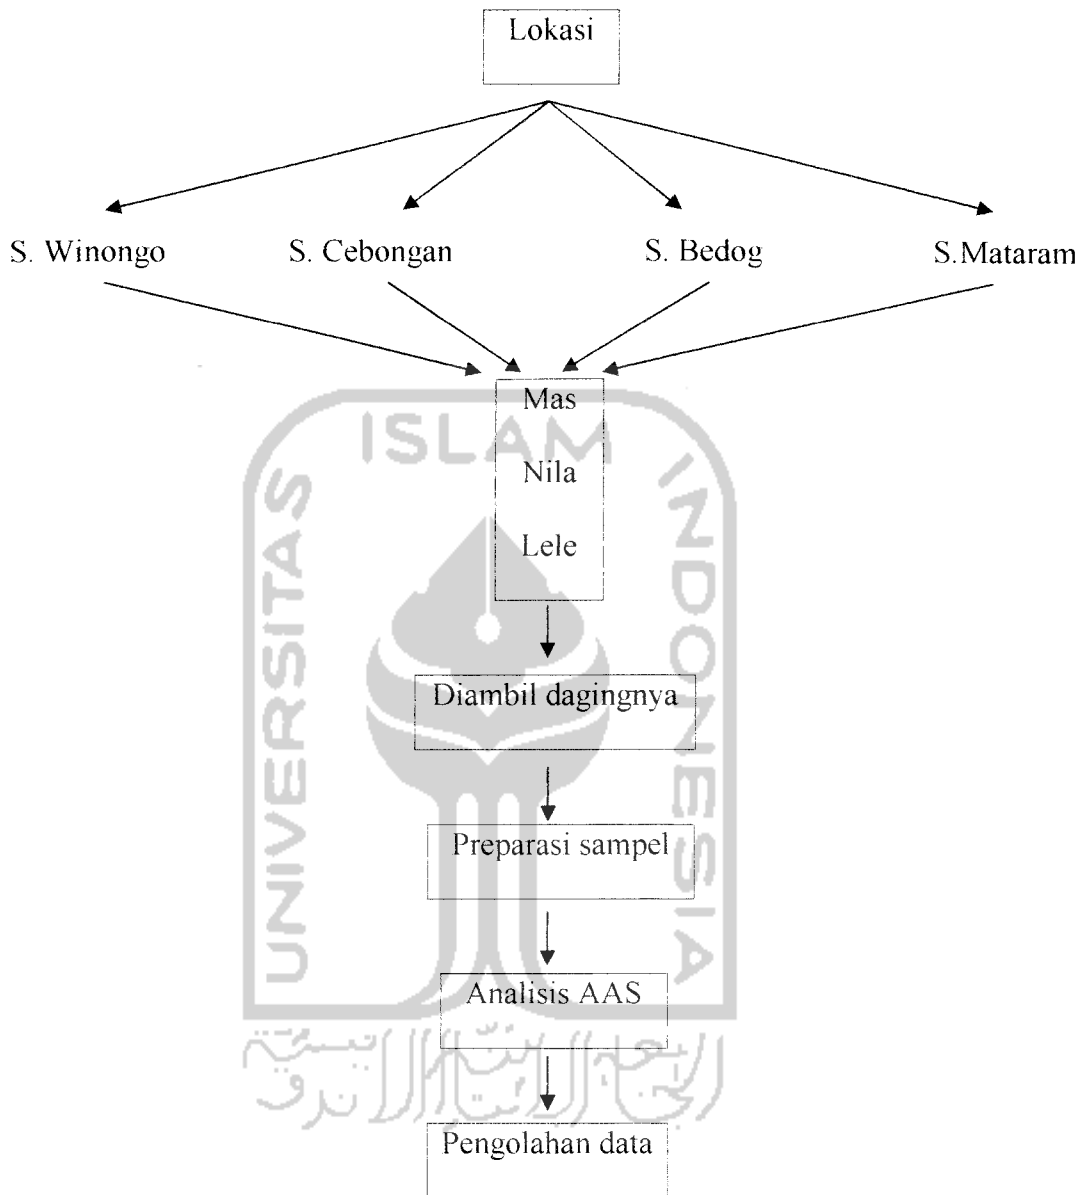 Lokasi
S. Winongo
S. Cebongan
S. Bedog
S.Mataram
Mas
Nila
Lele
Diambil dagingnya
Preparasi sampel
Analisis AAS
Pengolahan data
UNIVERSITAS
ISLAM
INDONESIA